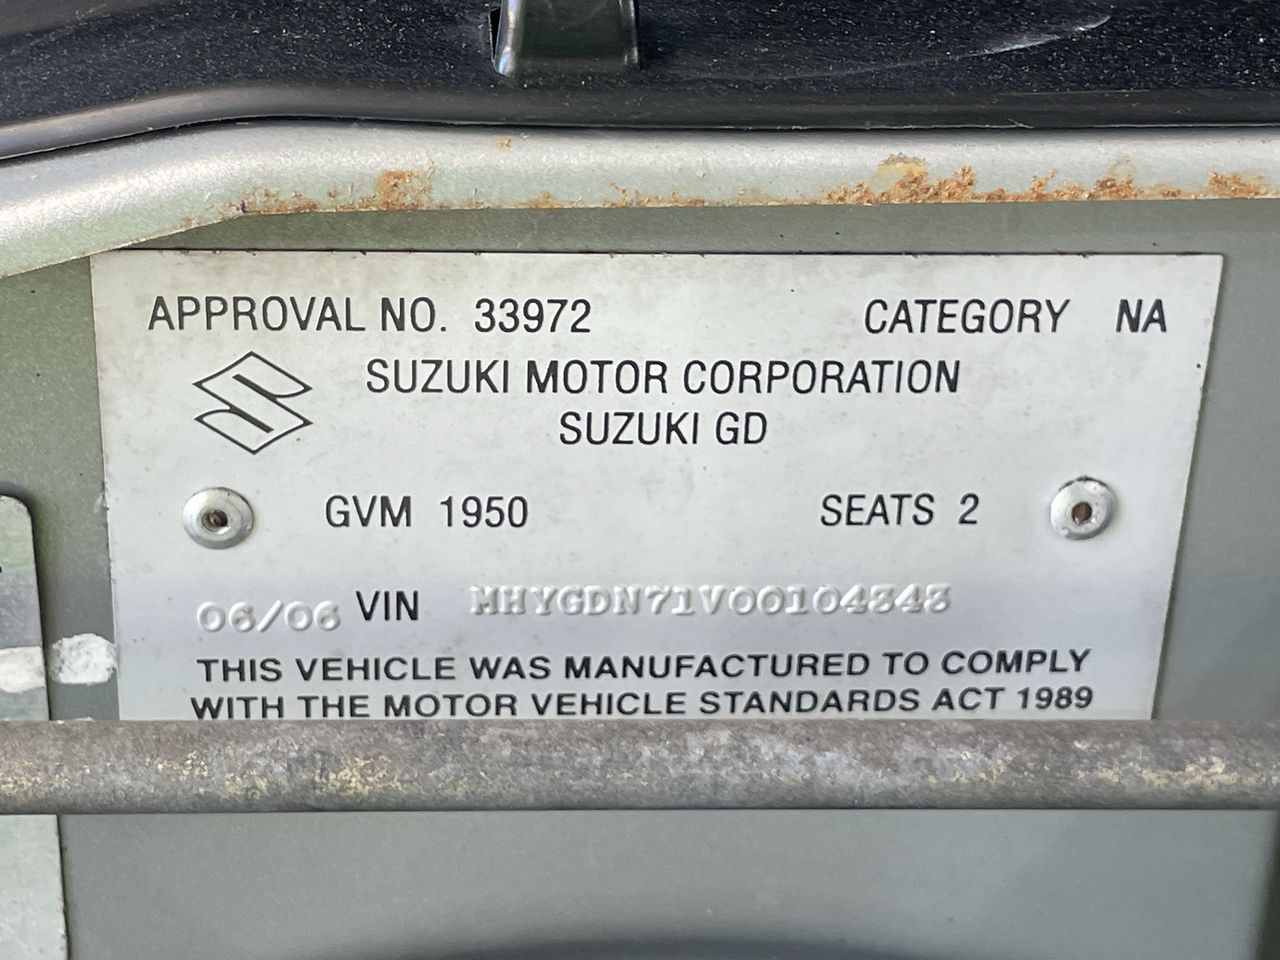 APPROVAL NO. 33972 CATEGORY NA
SUZUKI MOTOR CORPORATION
SUZUKI GD
GVM 1950 SEATS 2
06/06 VIN MHYGDN71V00104343
THIS VEHICLE WAS MANUFACTURED TO COMPLY
WITH THE MOTOR VEHICLE STANDARDS ACT 1989